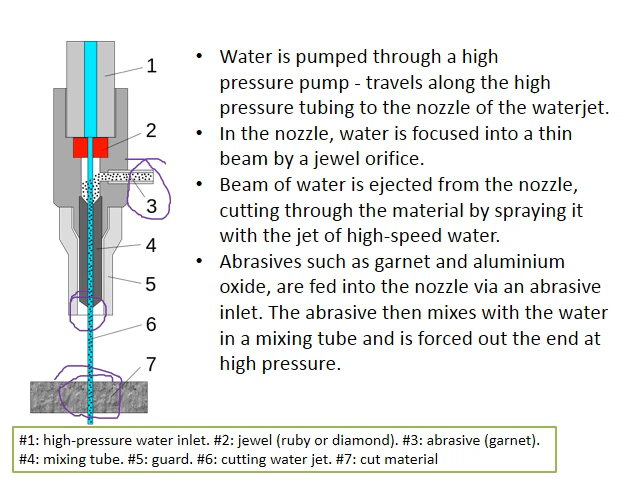 1
2
3
4
5
6
7
• Water is pumped through a high
pressure pump - travels along the high
pressure tubing to the nozzle of the waterjet.
• In the nozzle, water is focused into a thin
beam by a jewel orifice.
• Beam of water is ejected from the nozzle,
cutting through the material by spraying it
with the jet of high-speed water.
• Abrasives such as garnet and aluminium
oxide, are fed into the nozzle via an abrasive
inlet. The abrasive then mixes with the water
in a mixing tube and is forced out the end at
high pressure.
#1: high-pressure water inlet. #2: jewel (ruby or diamond). #3: abrasive (garnet).
#4: mixing tube. #5: guard. #6: cutting water jet. #7: cut material